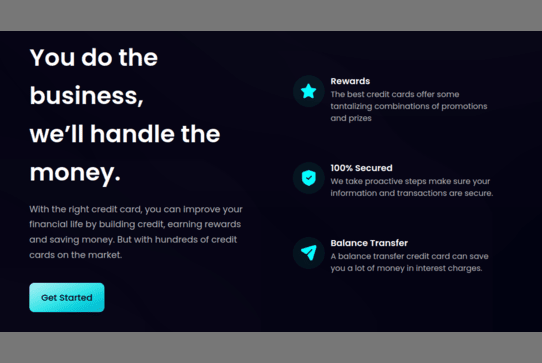 You do the
business,
we’ll handle the
money.
With the right credit card, you can improve your
financial life by building credit, earning rewards
and saving money. But with hundreds of credit
cards on the market.
Get Started
Rewards
The best credit cards offer some
tantalizing combinations of promotions
and prizes
100% Secured
We take proactive steps make sure your
information and transactions are secure.
Balance Transfer
A balance transfer credit card can save
you a lot of money in interest charges.